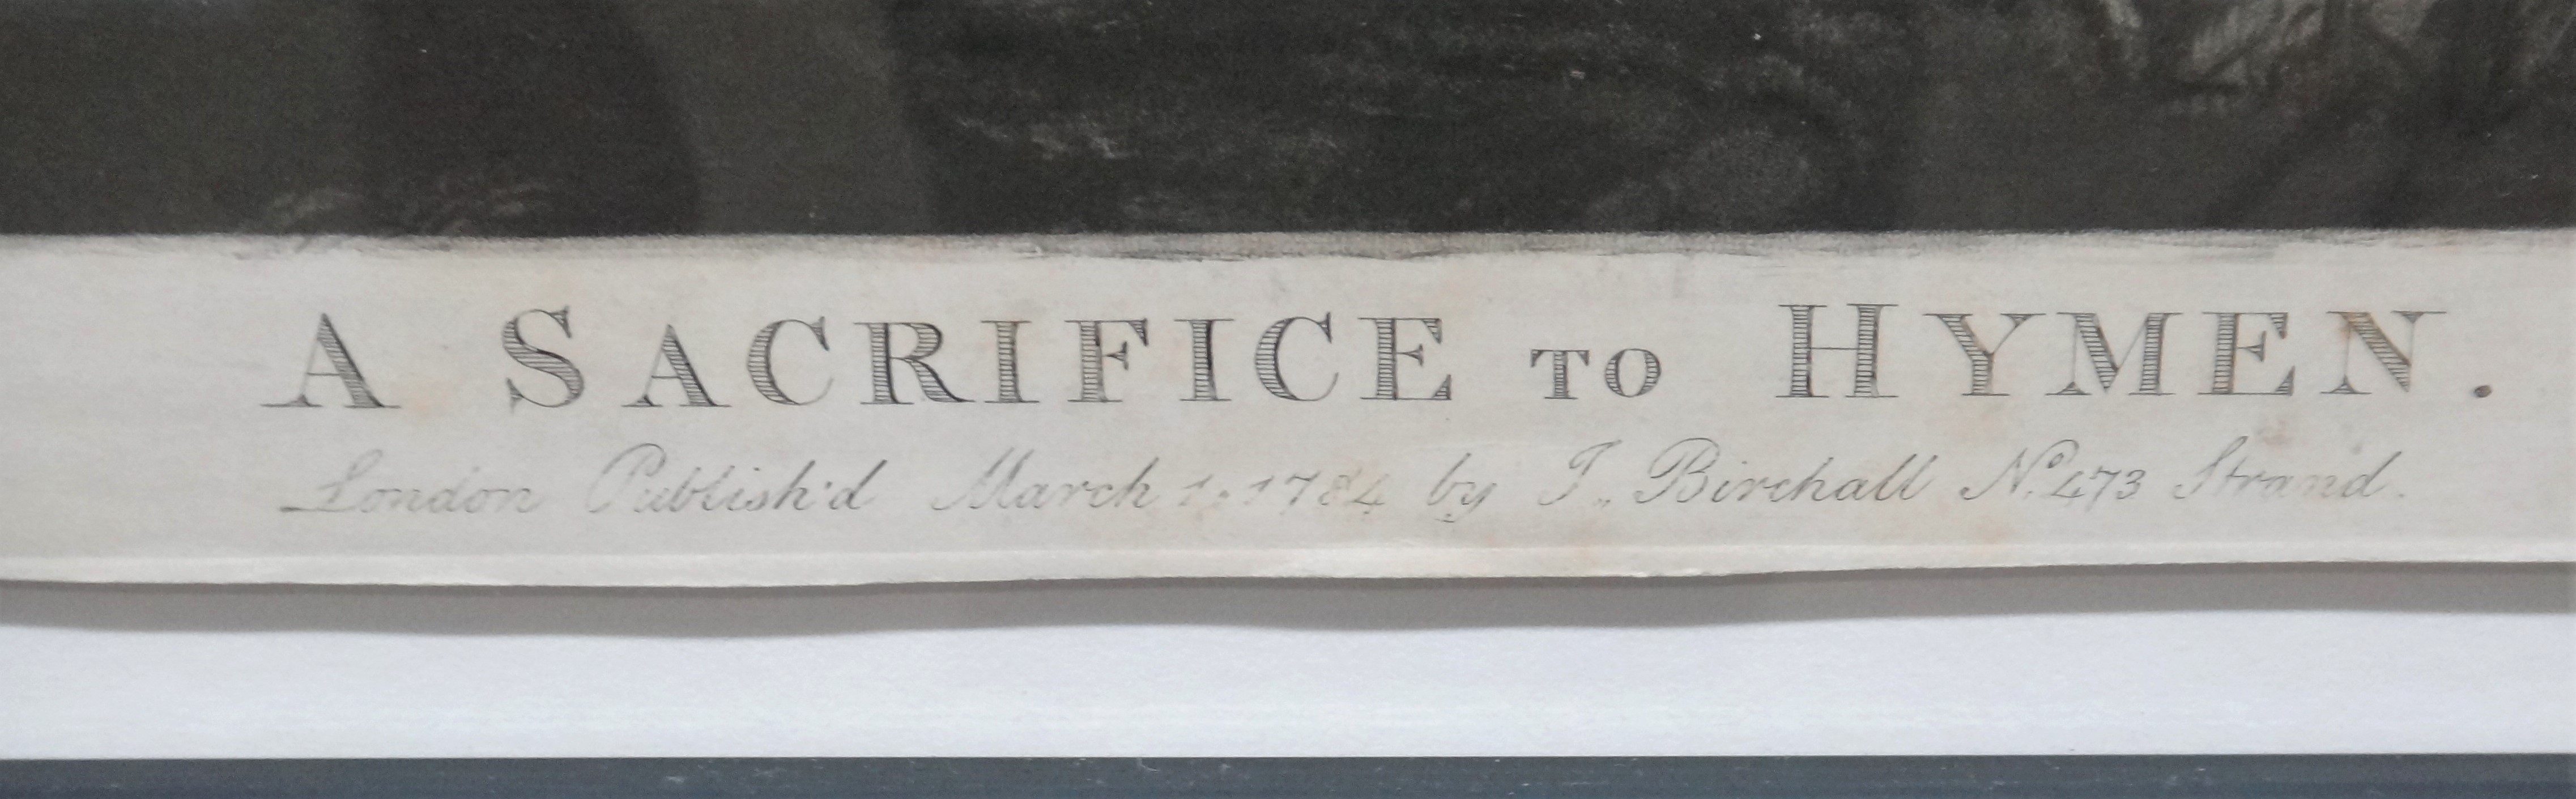 A SACRIFICE TO HYMEN.
London Publish'd March 1. 1784 by J. Birchall No. 473 Strand.